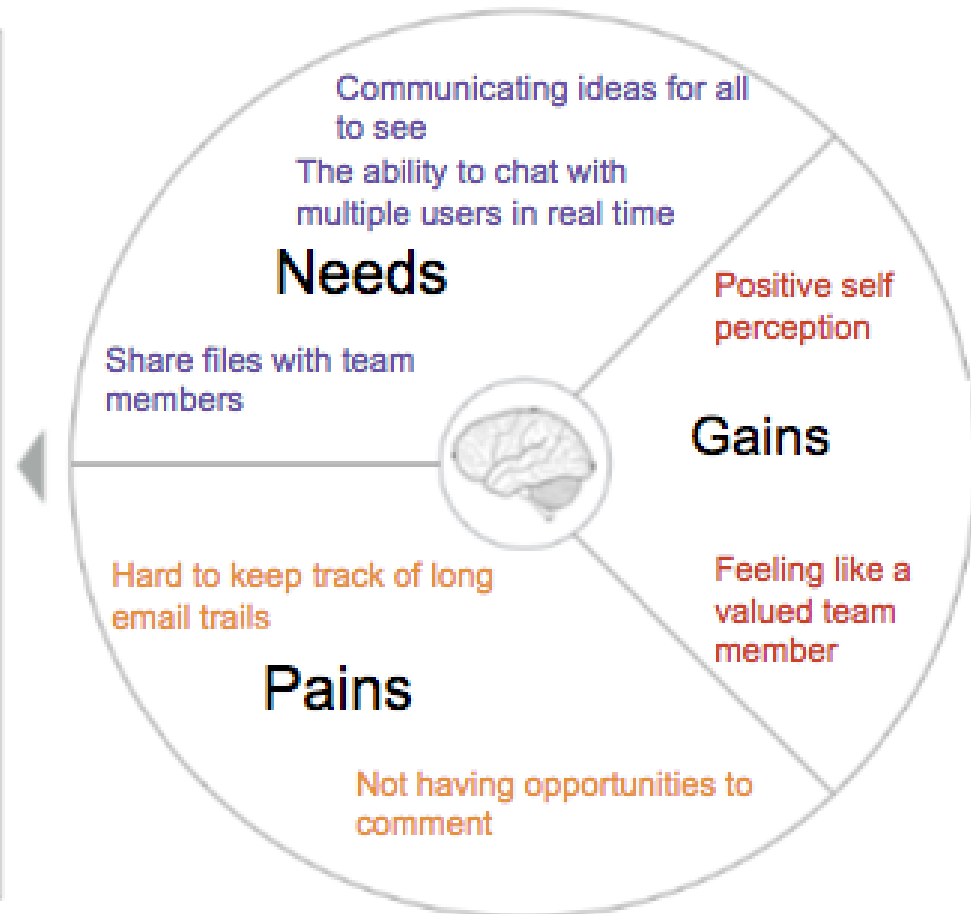 Communicating ideas for all
to see
The ability to chat with
multiple users in real time
Needs
Share files with team
members
Positive self
perception
Gains
Feeling like a
valued team
member
Hard to keep track of long
email trails
Pains
Not having opportunities to
comment